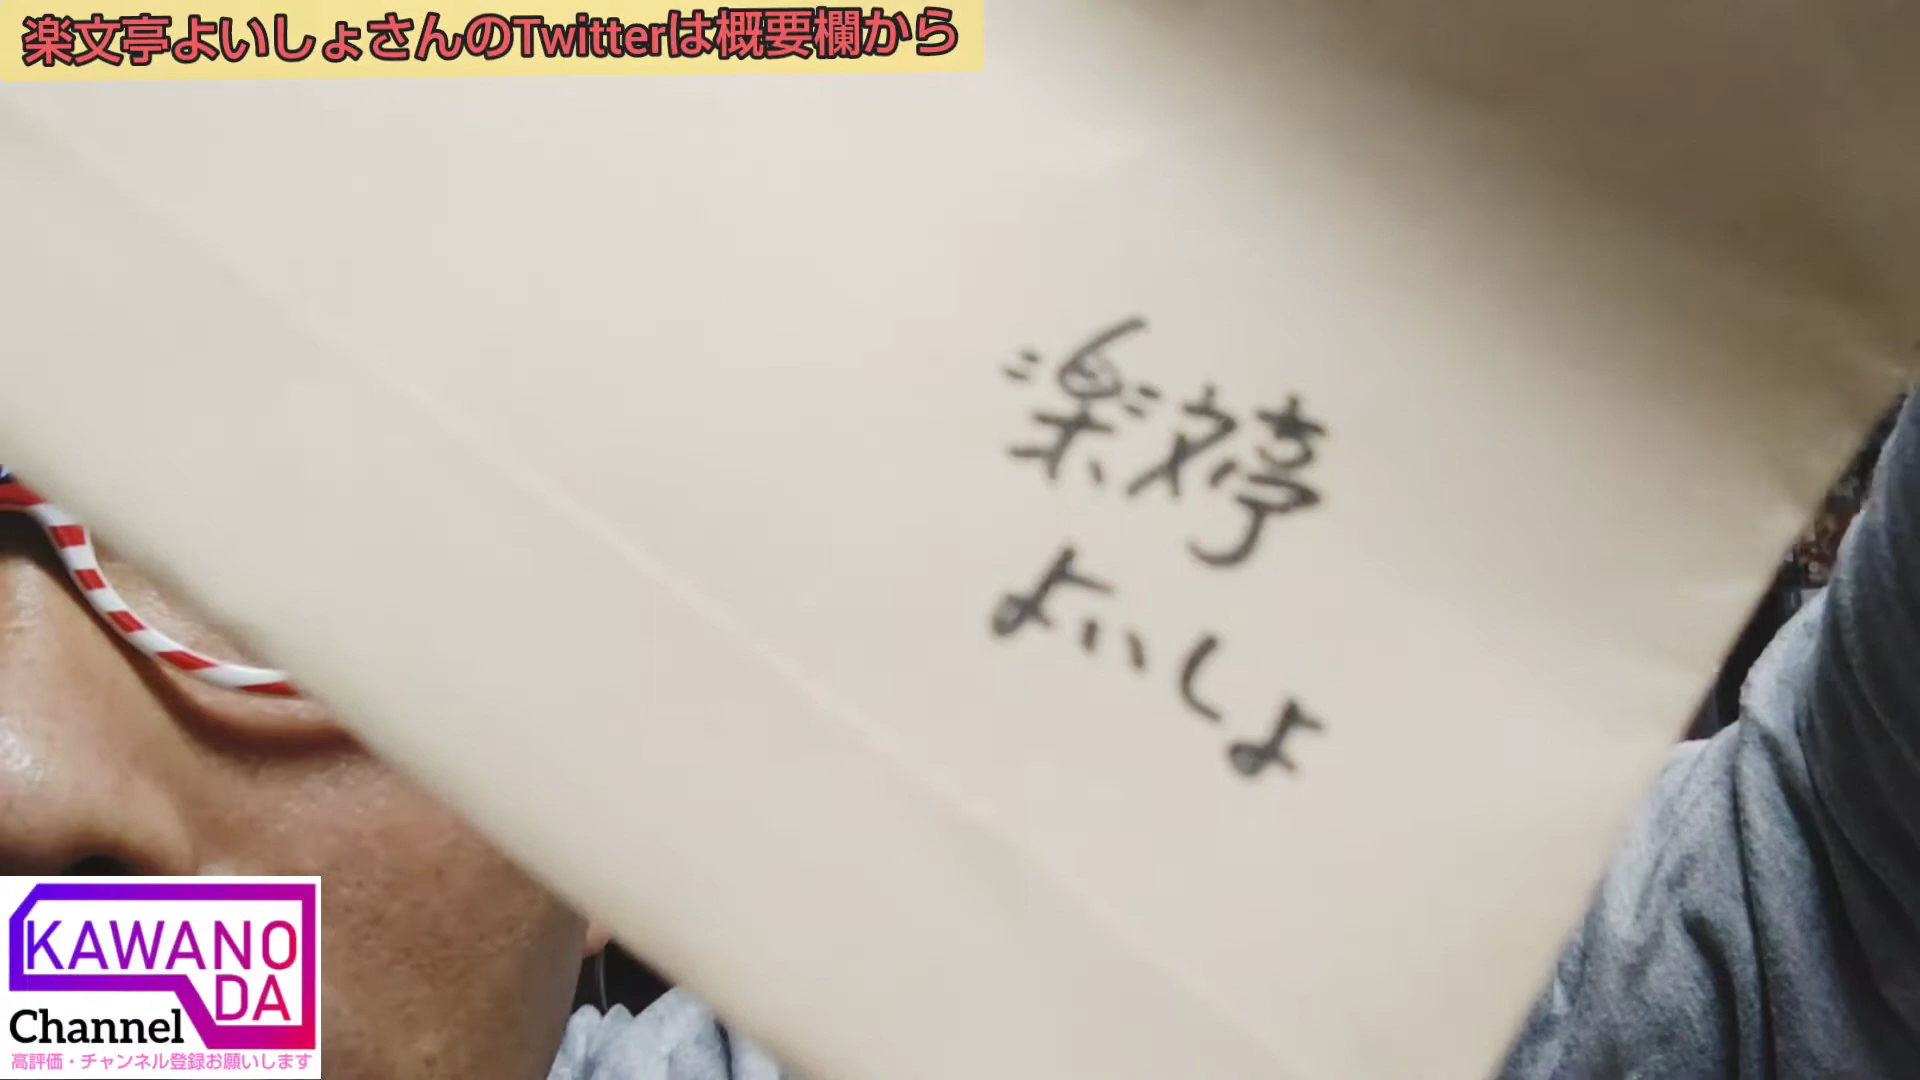 楽文亭よいしょさんのTwitterは概要欄から
楽文亭
よいしょ
KAWANO
DA
Channel
高評価・チャンネル登録お願いします